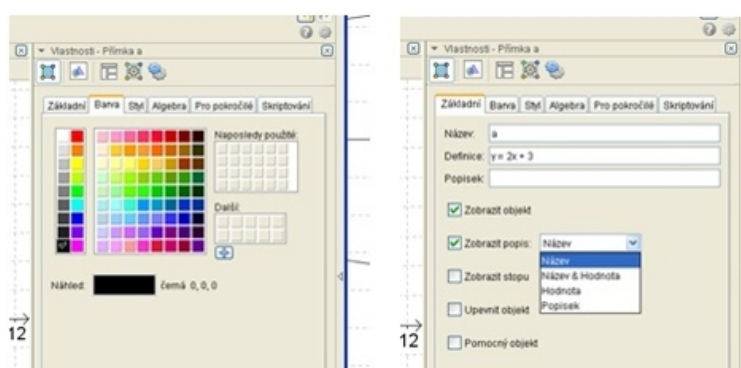 Vlastnosti - Přímka a
Základní Barva Styl Algebra Pro pokročilé Skriptování
Naposledy použité:
Další:
Náhled: černá 0, 0, 0
12
Vlastnosti - Přímka a
Základní Barva Styl Algebra Pro pokročilé Skriptování
Název: a
Definice: y = 2x + 3
Popisek:
Zobrazit objekt
Zobrazit popis: Název
Název
Název & Hodnota
Zobrazit stopu
Hodnota
Popisek
Upevnit objekt
Pomocný objekt
12